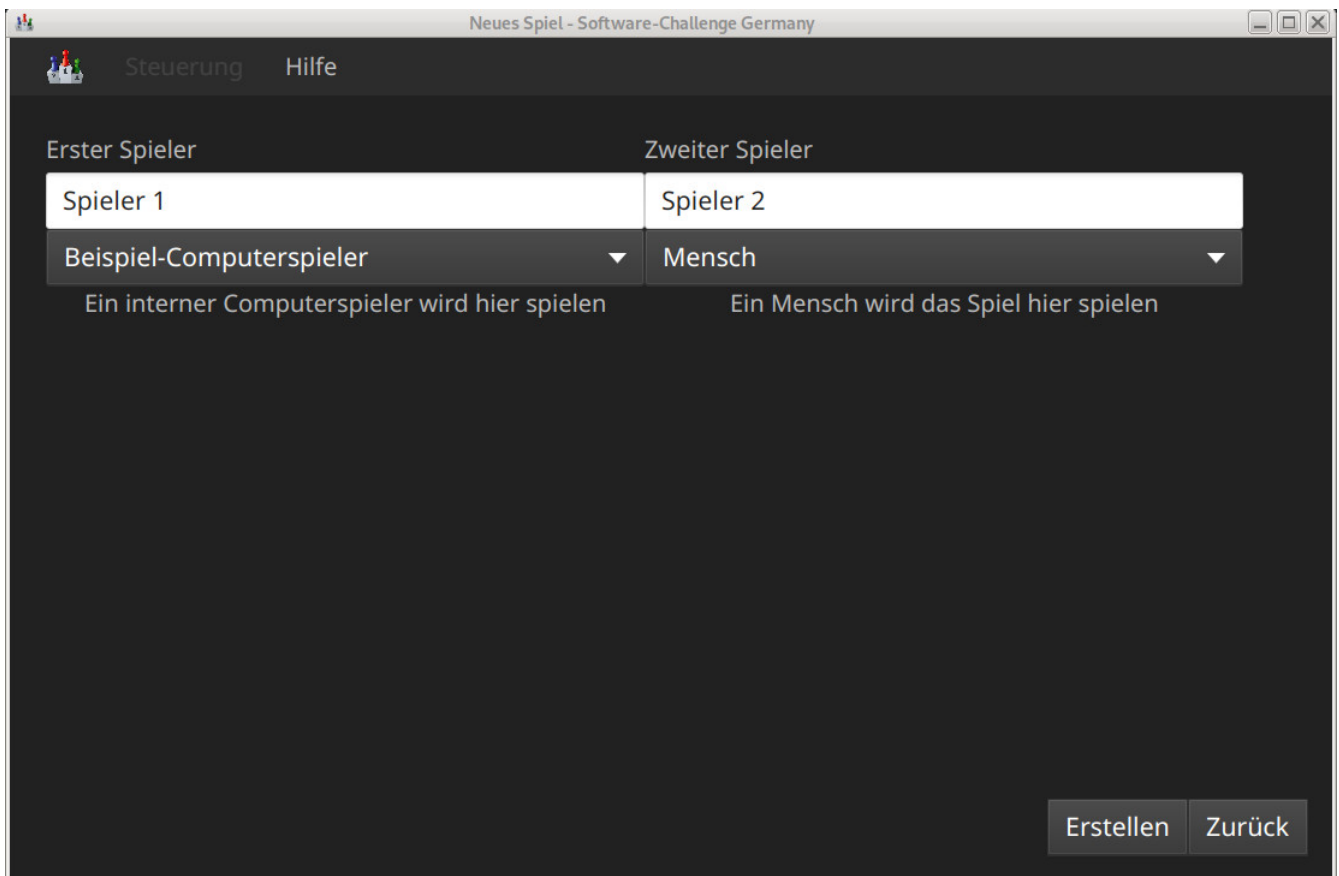 Neues Spiel - Software-Challenge Germany
Steuerung Hilfe
Erster Spieler Zweiter Spieler
Spieler 1 Spieler 2
Beispiel-Computerspieler Mensch
Ein interner Computerspieler wird hier spielen Ein Mensch wird das Spiel hier spielen
Erstellen Zurück